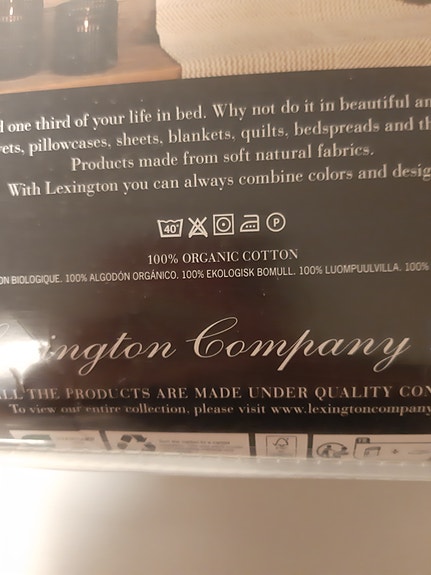 one third of your life in bed. Why not do it in beautiful
pillowcases, sheets, blankets, quilts, bedspreads and
Products made from soft natural fabrics.
With Lexington you can always combine colors and
40° P
100% ORGANIC COTTON
BIOLOGIQUE. 100% ALGODÓN ORGÁNICO. 100% EKOLOGISK BOMULL. 100% LUOMPUUVILLA. 100%
Company
ALL THE PRODUCTS ARE MADE UNDER QUALITY
To view our entire collection, please visit www.lexingtoncompany
FSC